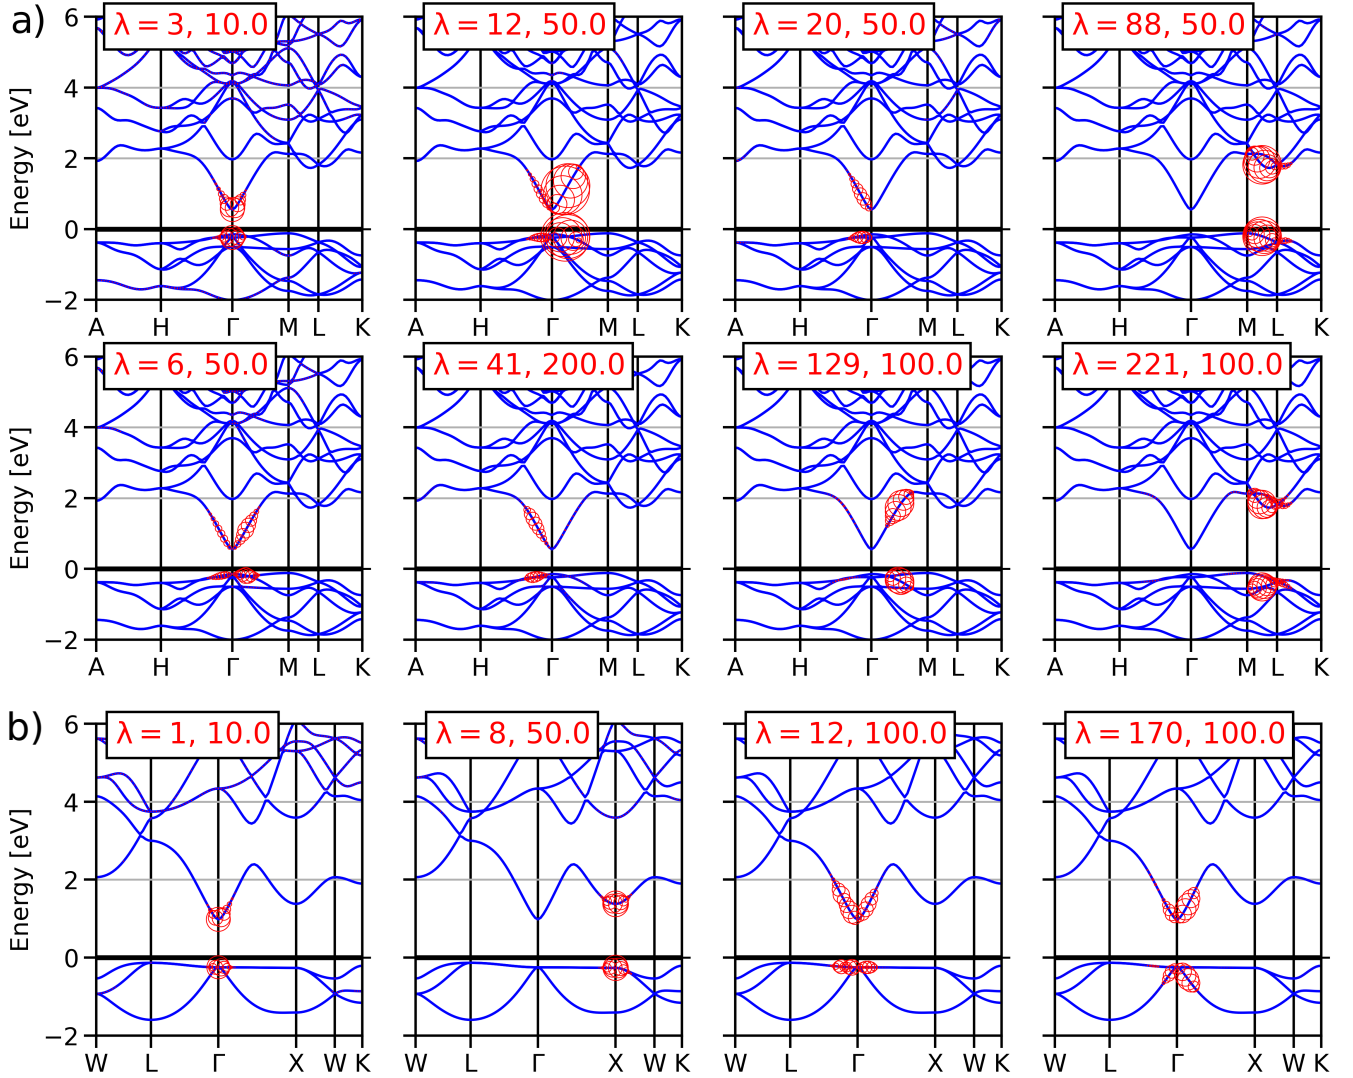 a)
λ = 3, 10.0
λ = 12, 50.0
λ = 20, 50.0
λ = 88, 50.0
Energy [eV]
6
4
2
0
−2
A H Γ M L K
A H Γ M L K
A H Γ M L K
A H Γ M L K
λ = 6, 50.0
λ = 41, 200.0
λ = 129, 100.0
λ = 221, 100.0
Energy [eV]
6
4
2
0
−2
A H Γ M L K
A H Γ M L K
A H Γ M L K
A H Γ M L K
b)
λ = 1, 10.0
λ = 8, 50.0
λ = 12, 100.0
λ = 170, 100.0
Energy [eV]
6
4
2
0
−2
W L Γ X W K
W L Γ X W K
W L Γ X W K
W L Γ X W K